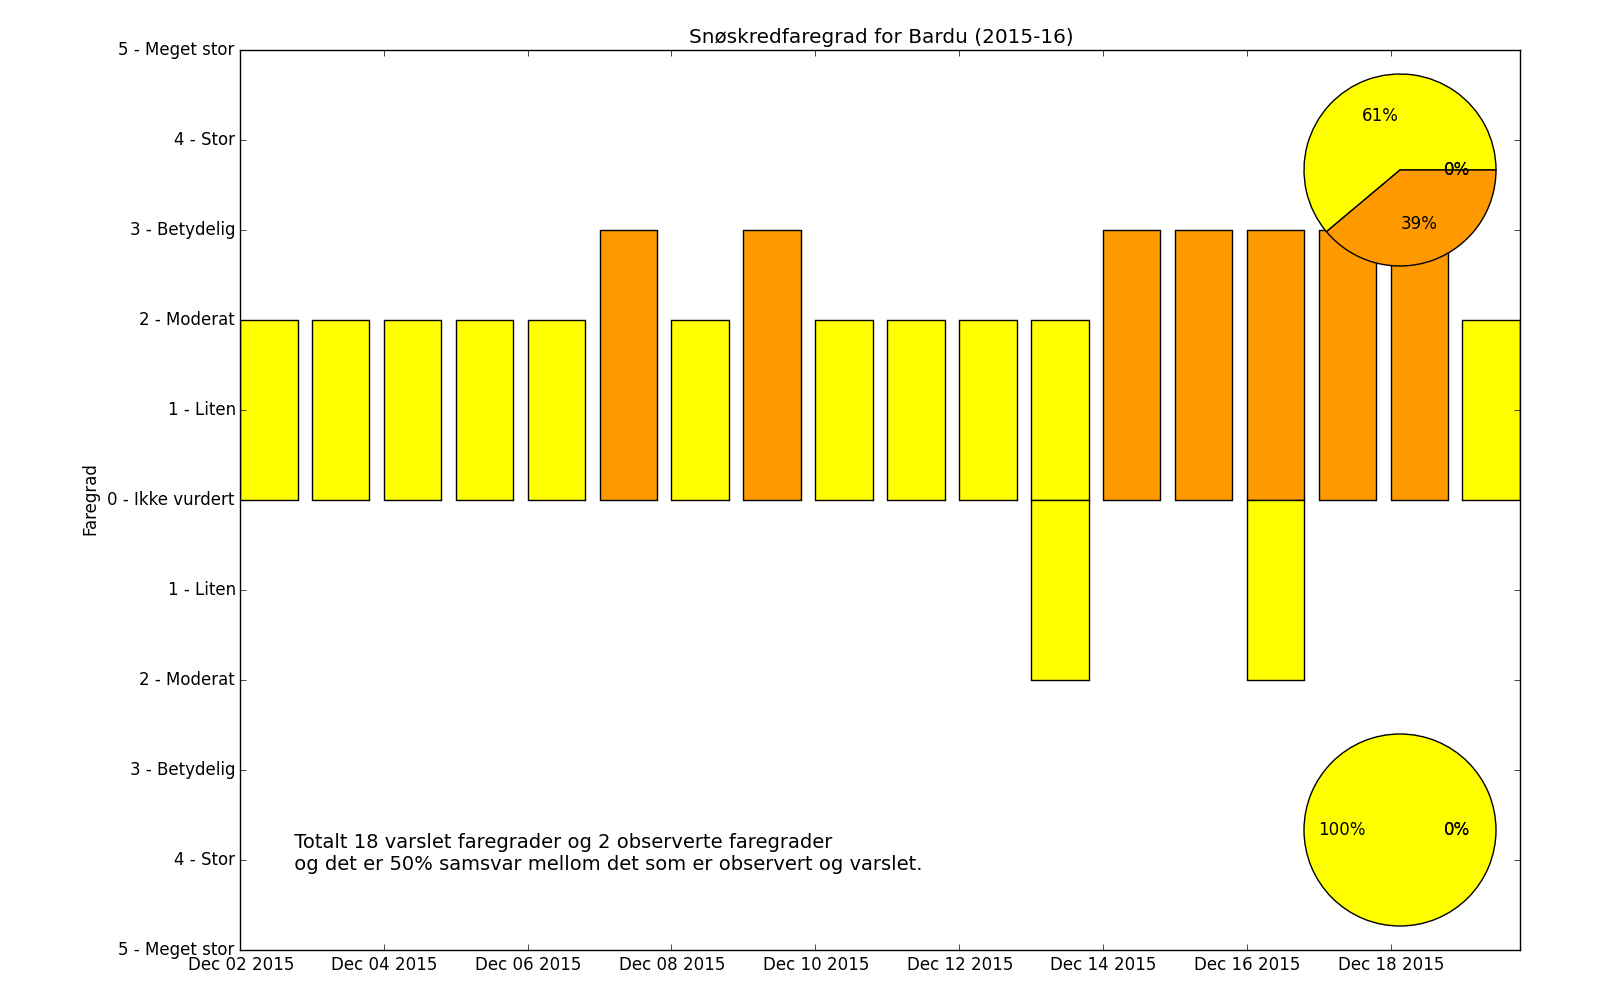 Snøskredfaregrad for Bardu (2015-16)
5 - Meget stor
4 - Stor
3 - Betydelig
2 - Moderat
1 - Liten
0 - Ikke vurdert
1 - Liten
2 - Moderat
3 - Betydelig
4 - Stor
5 - Meget stor
Faregrad
61%
0%
39%
100%
0%
Totalt 18 varslet faregrader og 2 observerte faregrader
og det er 50% samsvar mellom det som er observert og varslet.
Dec 02 2015
Dec 04 2015
Dec 06 2015
Dec 08 2015
Dec 10 2015
Dec 12 2015
Dec 14 2015
Dec 16 2015
Dec 18 2015